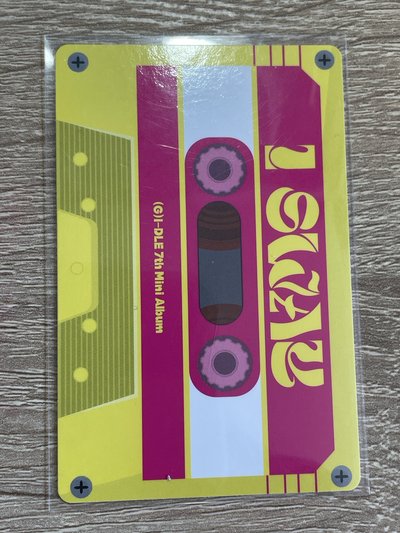 I SWAY
(G)I-DLE 7th Mini Album